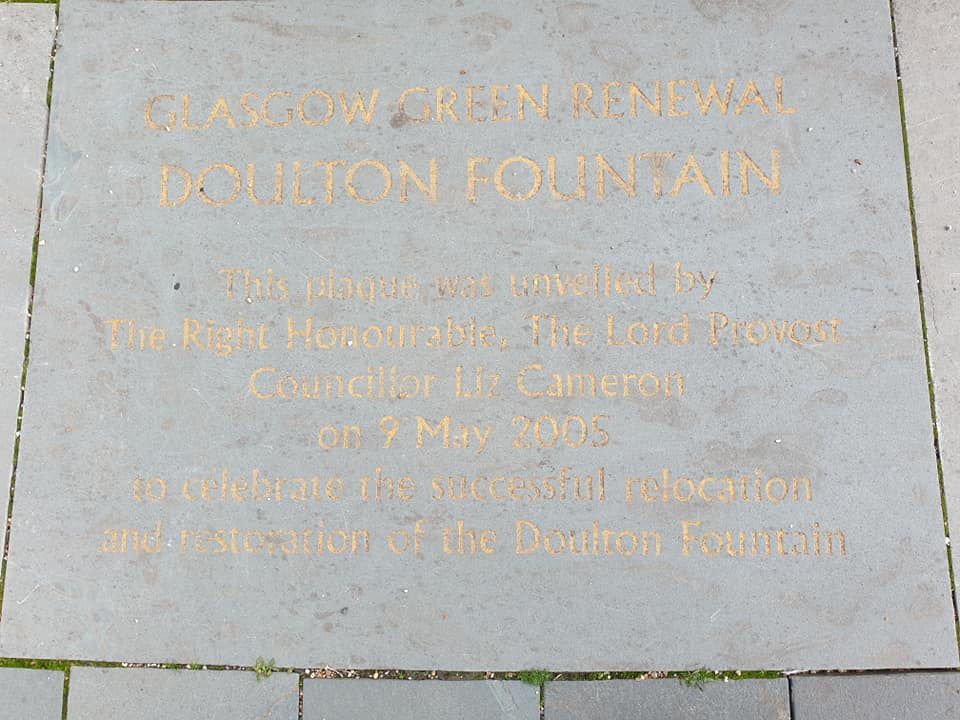 GLASGOW GREEN RENEWAL
DOULTON FOUNTAIN
This plaque was unveiled by
The Right Honourable, The Lord Provost
Councillor Liz Cameron
on 9 May 2005
to celebrate the successful relocation
and restoration of the Doulton Fountain